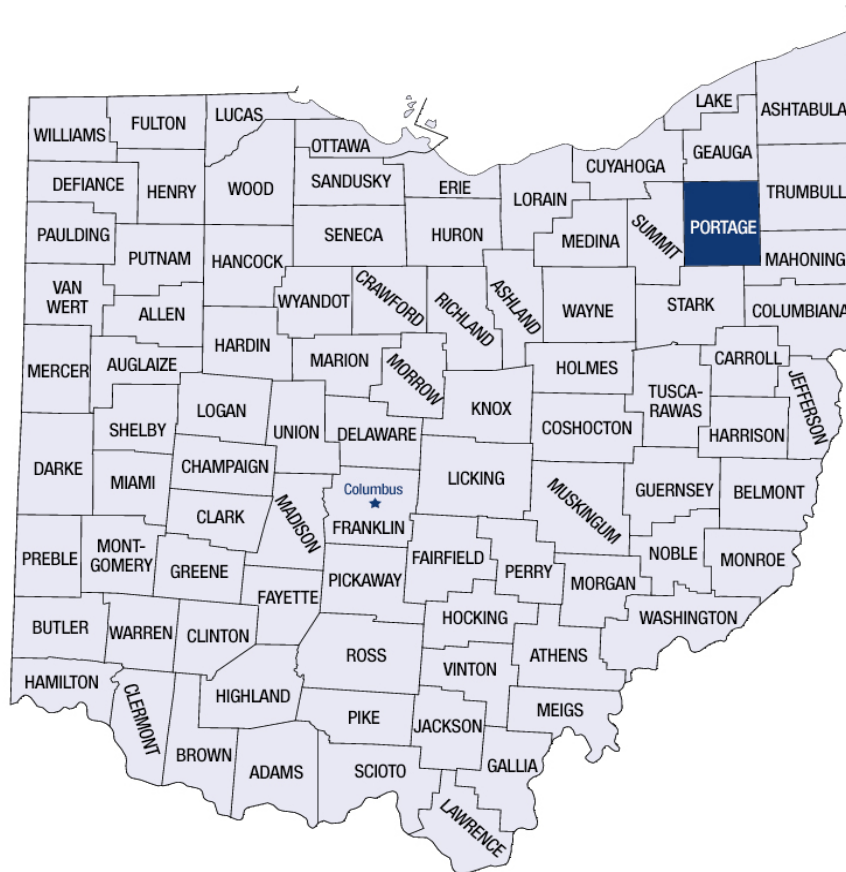 LAKE
ASHTABULA
LUCAS
FULTON
WILLIAMS
OTTAWA
GEAUGA
CUYAHOGA
DEFIANCE
HENRY
WOOD
SANDUSKY
ERIE
LORAIN
TRUMBULL
PORTAGE
SUMMIT
PAULDING
SENECA
HURON
MEDINA
PUTNAM
HANCOCK
MAHONING
VAN
WERT
ALLEN
WYANDOT
CRAWFORD
RICHLAND
ASHLAND
WAYNE
STARK
COLUMBIANA
HARDIN
MERCER
AUGLAIZE
MARION
MORROW
HOLMES
CARROLL
JEFFERSON
TUSCA-
RAWAS
LOGAN
KNOX
SHELBY
UNION
DELAWARE
COSHOCTON
HARRISON
DARKE
MIAMI
CHAMPAIGN
LICKING
MUSKINGUM
GUERNSEY
BELMONT
Columbus
CLARK
MADISON
FRANKLIN
PREBLE
MONT-
GOMERY
GREENE
FAIRFIELD
PERRY
NOBLE
MONROE
PICKAWAY
MORGAN
FAYETTE
HOCKING
WASHINGTON
BUTLER
WARREN
CLINTON
ROSS
VINTON
ATHENS
HAMILTON
CLERMONT
HIGHLAND
PIKE
JACKSON
MEIGS
BROWN
ADAMS
SCIOTO
GALLIA
LAWRENCE